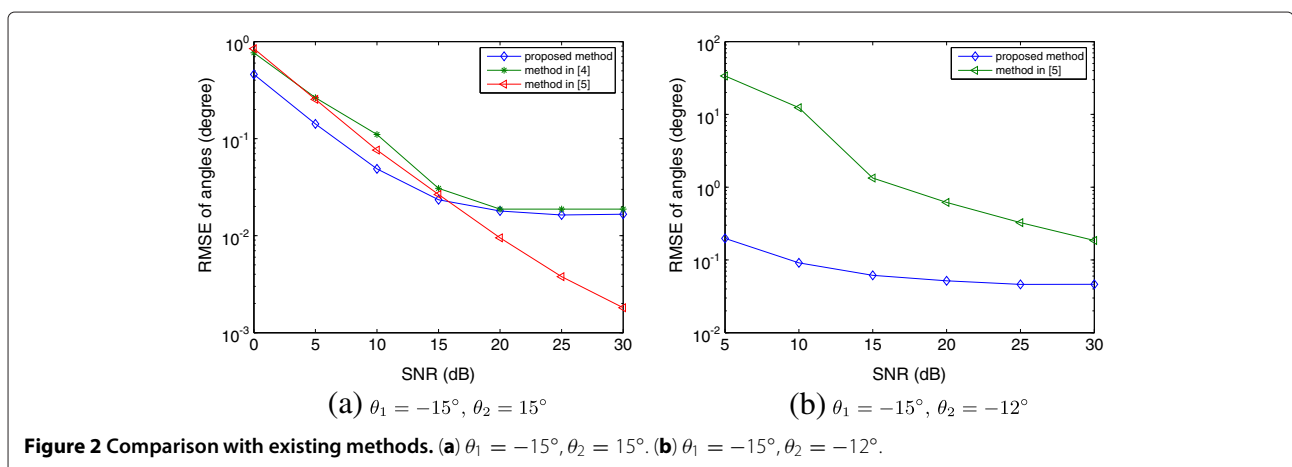 10^0
10^-1
10^-2
10^-3
RMSE of angles (degree)
0 5 10 15 20 25 30
SNR (dB)
proposed method
method in [4]
method in [5]
(a) θ₁ = −15°, θ₂ = 15°
10^2
10^1
10^0
10^-1
10^-2
RMSE of angles (degree)
5 10 15 20 25 30
SNR (dB)
proposed method
method in [5]
(b) θ₁ = −15°, θ₂ = −12°
Figure 2 Comparison with existing methods. (a) θ₁ = −15°, θ₂ = 15°. (b) θ₁ = −15°, θ₂ = −12°.